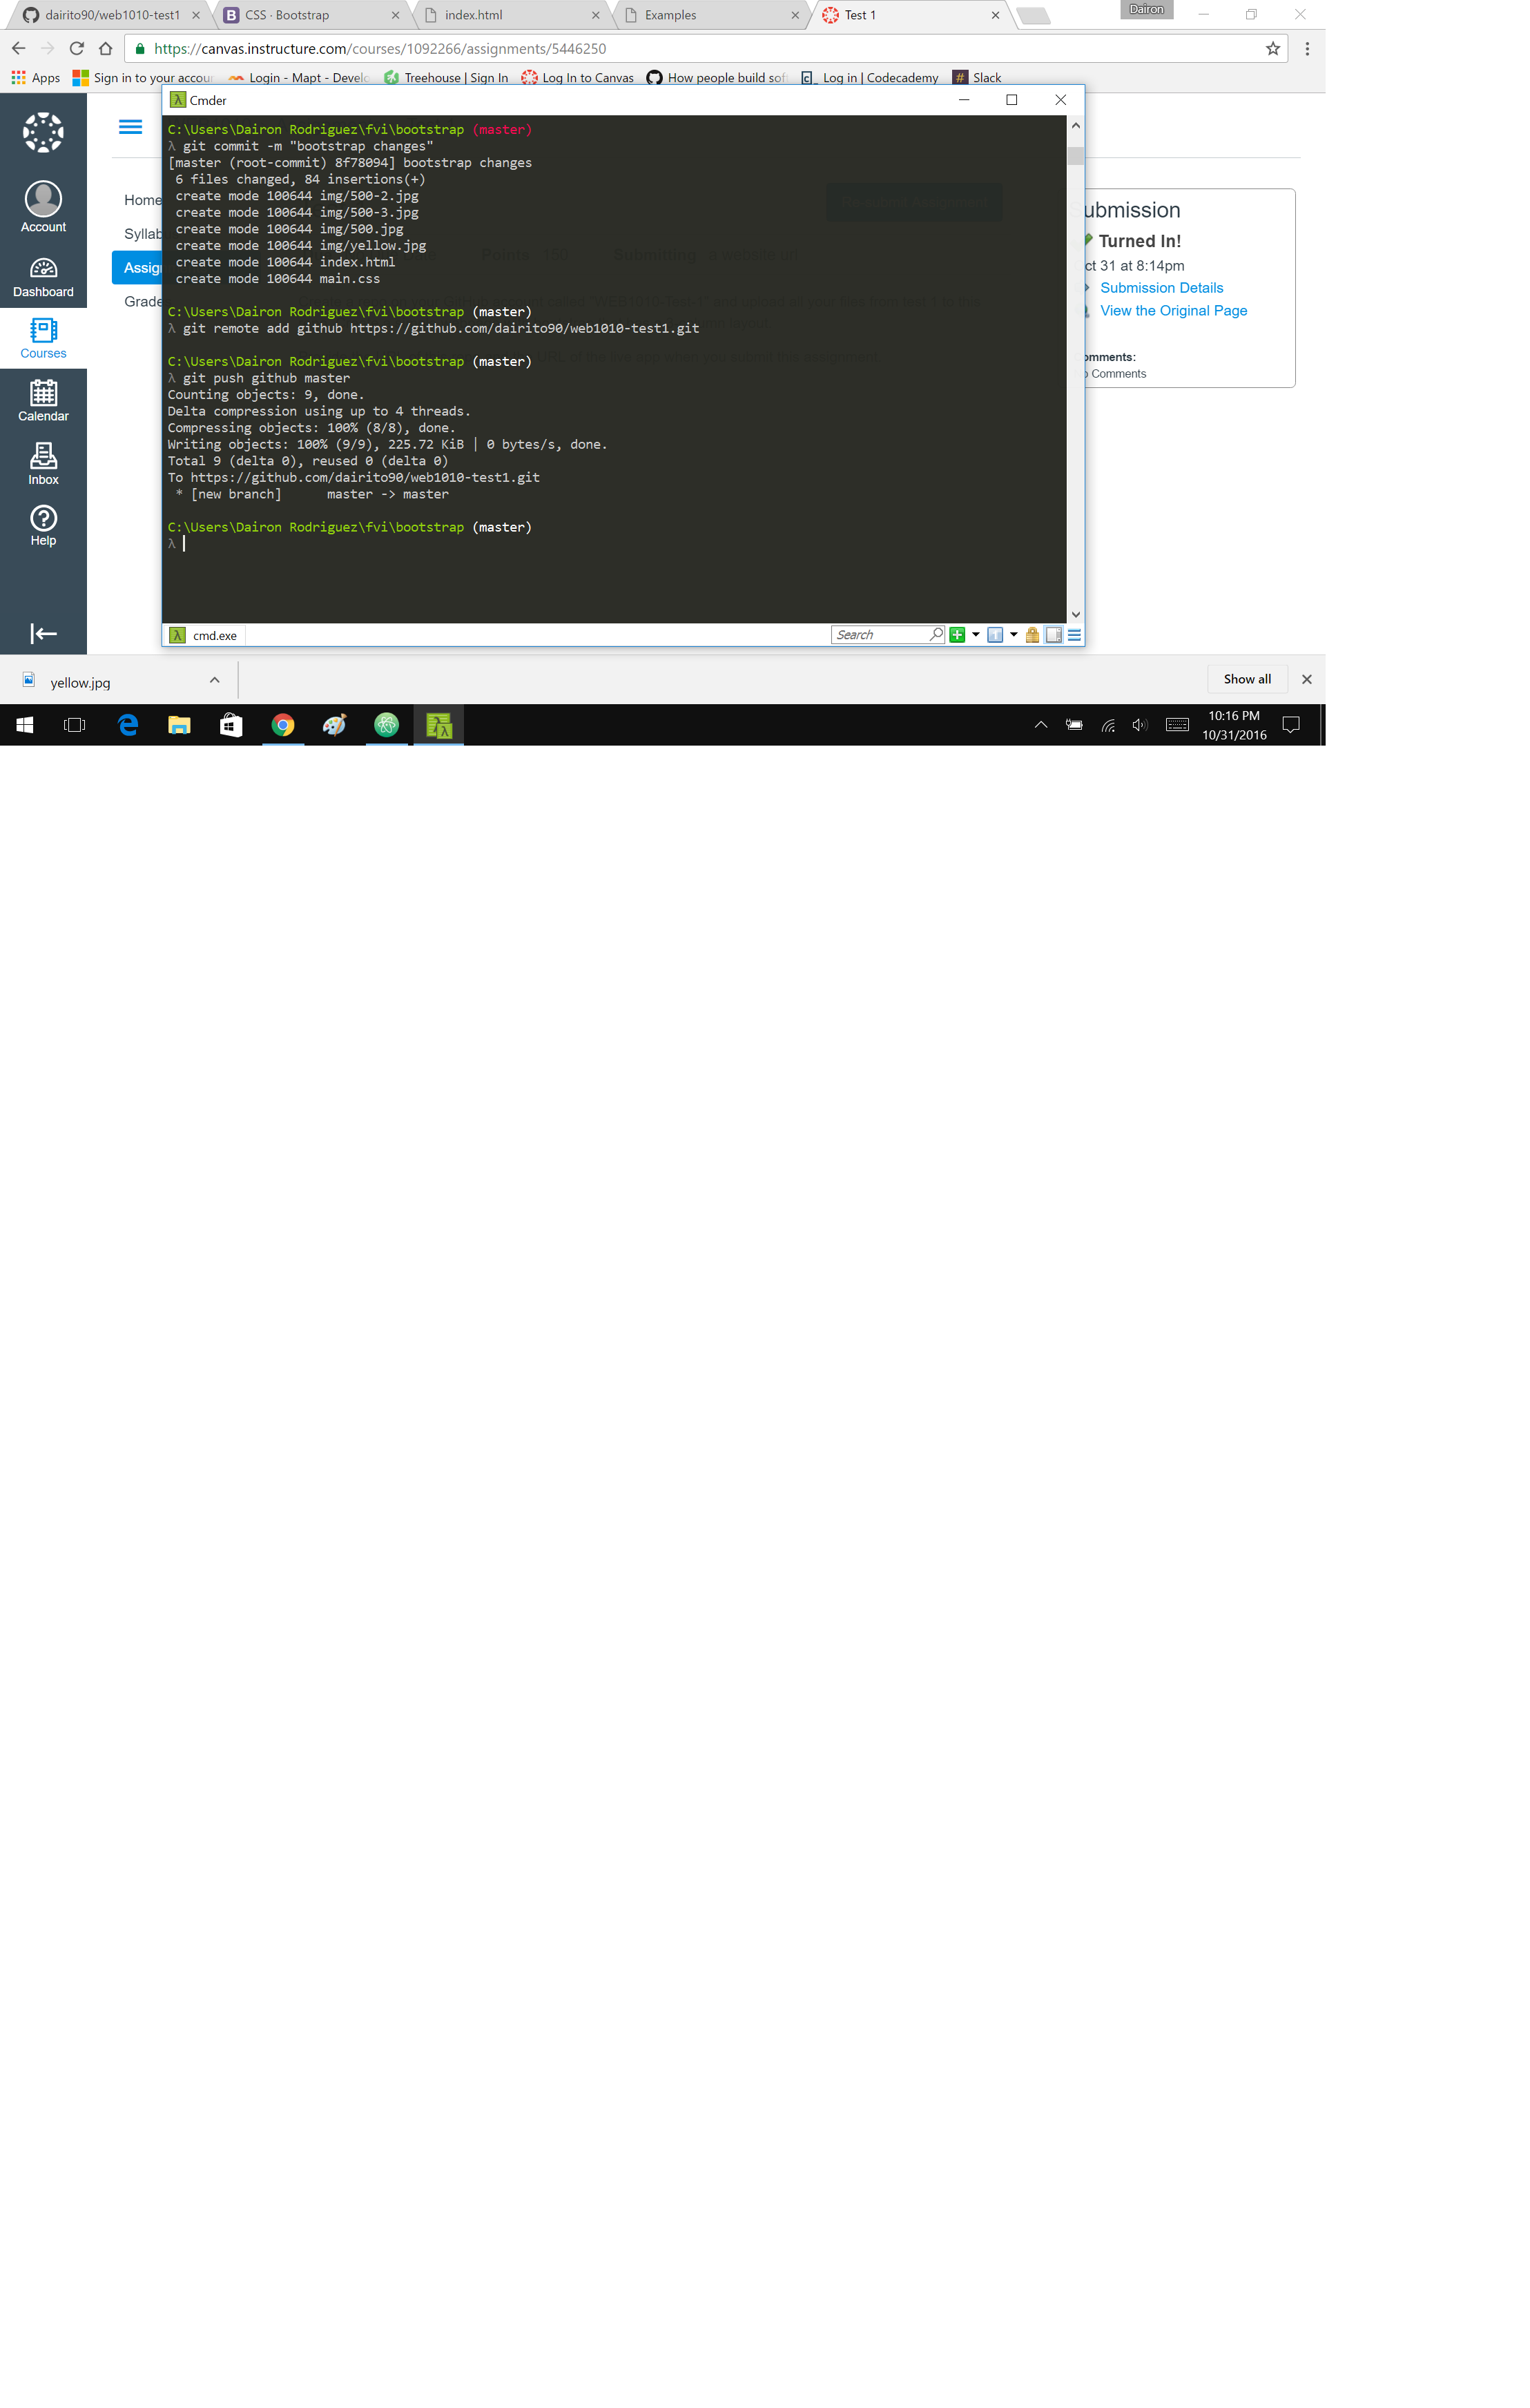 dairito90/web1010-test1
CSS · Bootstrap
index.html
Examples
Test 1
Dairon
https://canvas.instructure.com/courses/1092266/assignments/5446250
Apps
Sign in to your accour
Login - Mapt - Develo
Treehouse | Sign In
Log In to Canvas
How people build sof
Log in | Codecademy
Slack
Cmder
C:\Users\Dairon Rodriguez\fvi\bootstrap (master)
λ git commit -m "bootstrap changes"
[master (root-commit) 8f78094] bootstrap changes
6 files changed, 84 insertions(+)
create mode 100644 img/500-2.jpg
create mode 100644 img/500-3.jpg
create mode 100644 img/500.jpg
create mode 100644 img/yellow.jpg
create mode 100644 index.html
create mode 100644 main.css
C:\Users\Dairon Rodriguez\fvi\bootstrap (master)
λ git remote add github https://github.com/dairito90/web1010-test1.git
C:\Users\Dairon Rodriguez\fvi\bootstrap (master)
λ git push github master
Counting objects: 9, done.
Delta compression using up to 4 threads.
Compressing objects: 100% (8/8), done.
Writing objects: 100% (9/9), 225.72 KiB | 0 bytes/s, done.
Total 9 (delta 0), reused 0 (delta 0)
To https://github.com/dairito90/web1010-test1.git
* [new branch] master -> master
C:\Users\Dairon Rodriguez\fvi\bootstrap (master)
λ
cmd.exe
Search
Account
Dashboard
Courses
Calendar
Inbox
Help
Home
Syllab
Assig
Grade
ubmission
Turned In!
ct 31 at 8:14pm
Submission Details
View the Original Page
omments:
o Comments
yellow.jpg
Show all
10:16 PM
10/31/2016